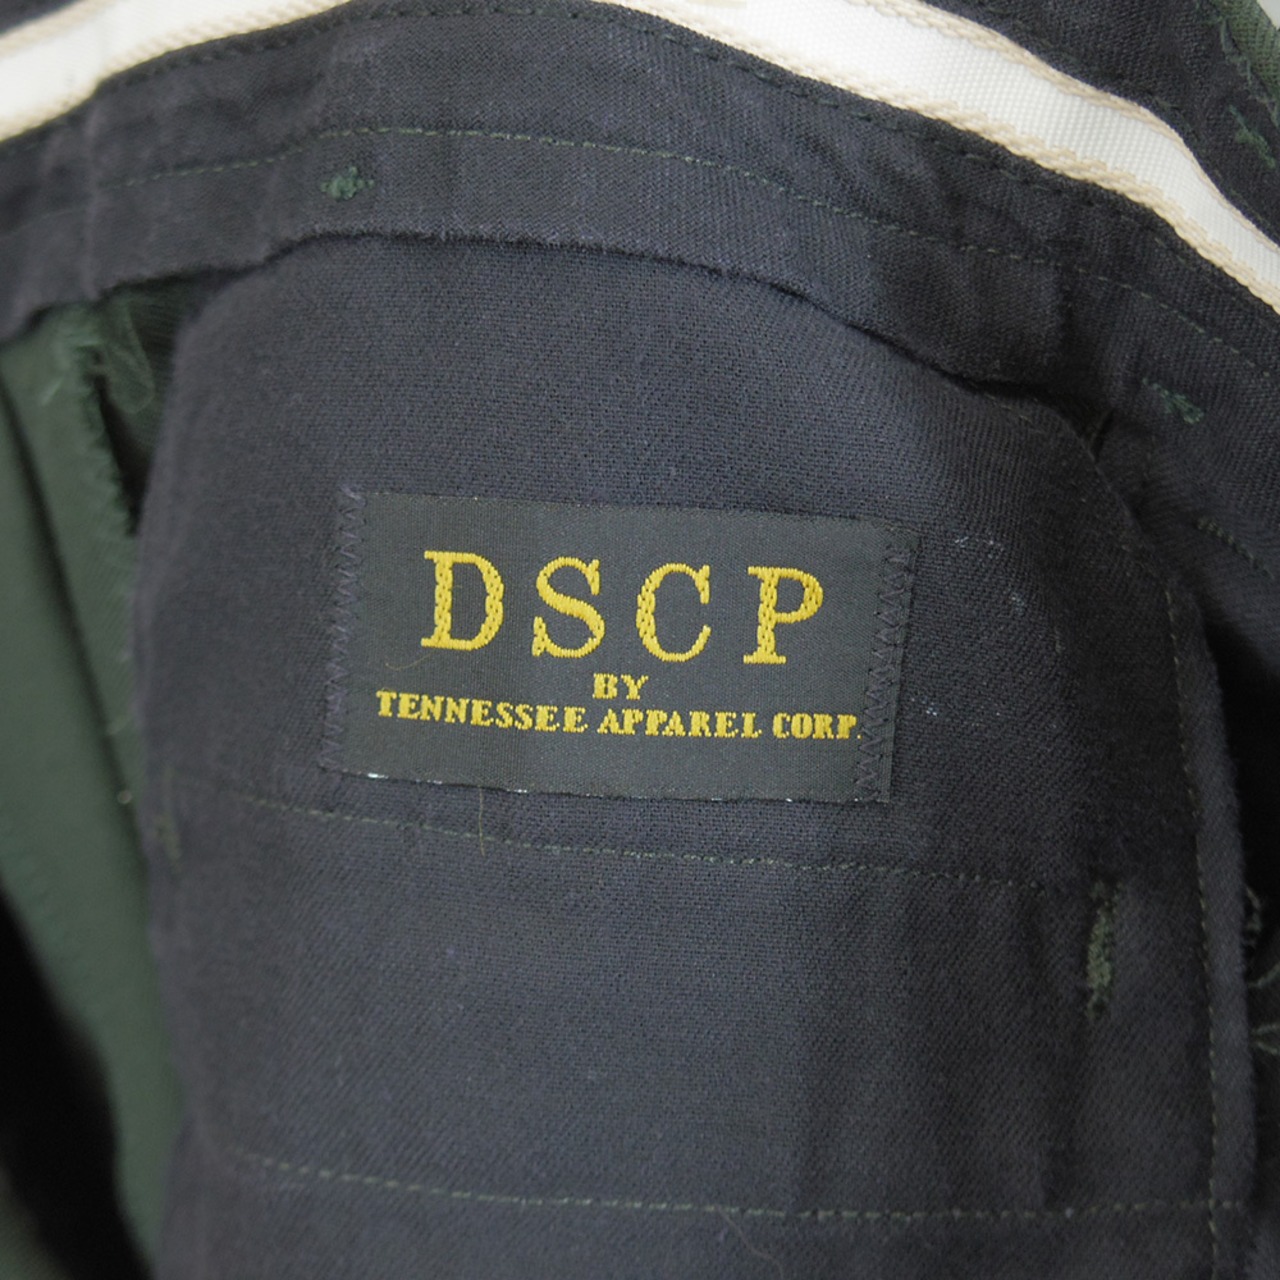 DSCP
BY
TENNESSEE APPAREL CORP.